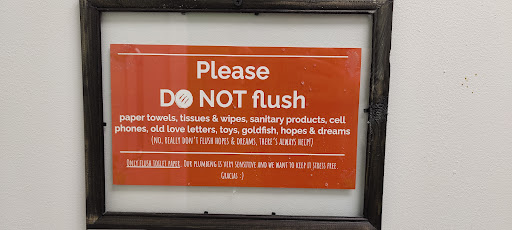 Please
DO NOT flush
paper towels, tissues & wipes, sanitary products, cell
phones, old love letters, toys, goldfish, hopes & dreams
(NO, REALLY DON'T FLUSH HOPES & DREAMS, THERE'S ALWAYS HELP!)
ONLY FLUSH TOILET PAPER. OUR PLUMBING IS VERY SENSITIVE AND WE WANT TO KEEP IT STRESS FREE.
GRACIAS :)